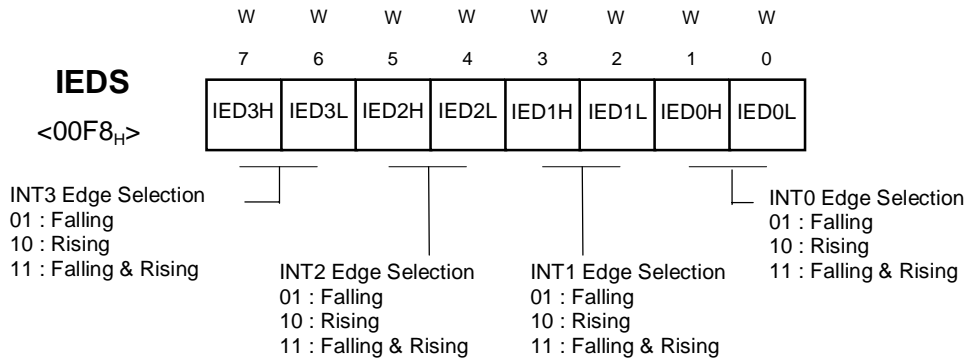 W W W W W W W W
7 6 5 4 3 2 1 0
IEDS
<00F8H>
IED3H IED3L IED2H IED2L IED1H IED1L IED0H IED0L
INT3 Edge Selection
01 : Falling
10 : Rising
11 : Falling & Rising
INT2 Edge Selection
01 : Falling
10 : Rising
11 : Falling & Rising
INT1 Edge Selection
01 : Falling
10 : Rising
11 : Falling & Rising
INT0 Edge Selection
01 : Falling
10 : Rising
11 : Falling & Rising